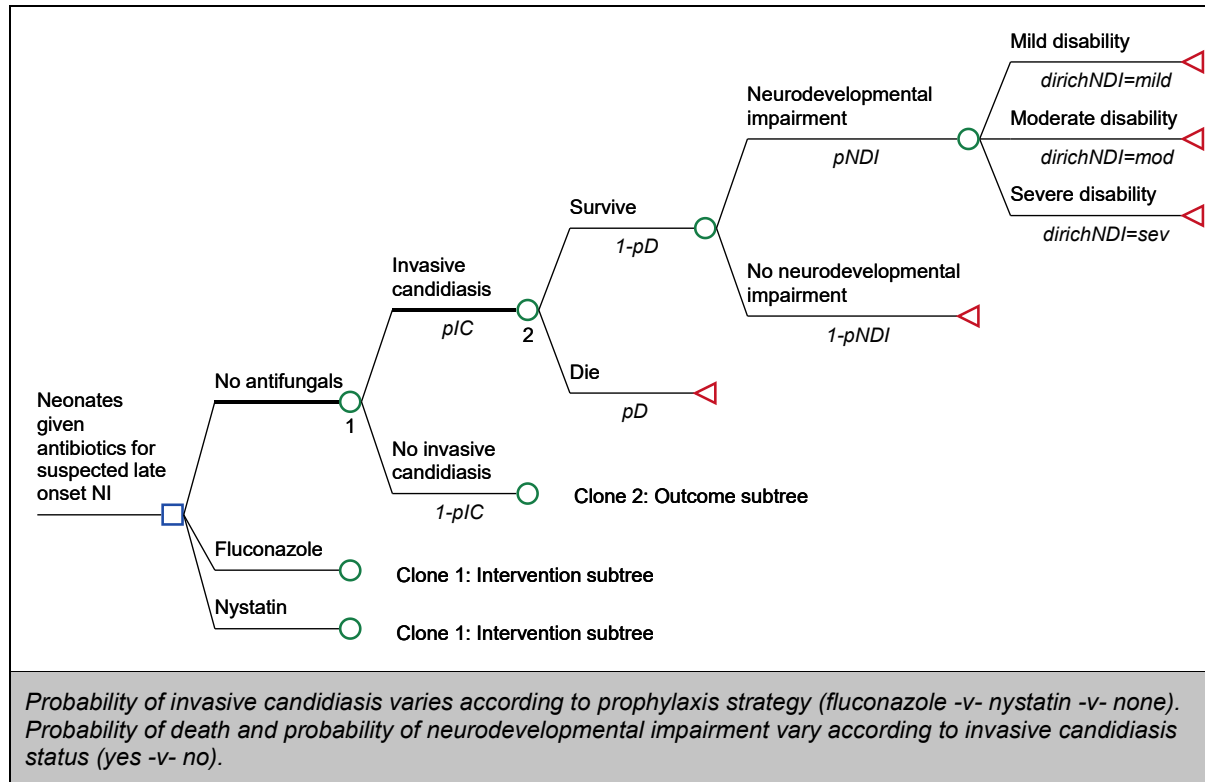 Mild disability
dirichNDI=mild
Neurodevelopmental
impairment
pNDI
Moderate disability
dirichNDI=mod
Severe disability
dirichNDI=sev
Survive
1-pD
No neurodevelopmental
impairment
1-pNDI
Invasive
candidiasis
pIC
2
Die
pD
No antifungals
1
No invasive
candidiasis
1-pIC
Clone 2: Outcome subtree
Neonates
given
antibiotics for
suspected late
onset NI
Fluconazole
Clone 1: Intervention subtree
Nystatin
Clone 1: Intervention subtree
Probability of invasive candidiasis varies according to prophylaxis strategy (fluconazole -v- nystatin -v- none).
Probability of death and probability of neurodevelopmental impairment vary according to invasive candidiasis
status (yes -v- no).